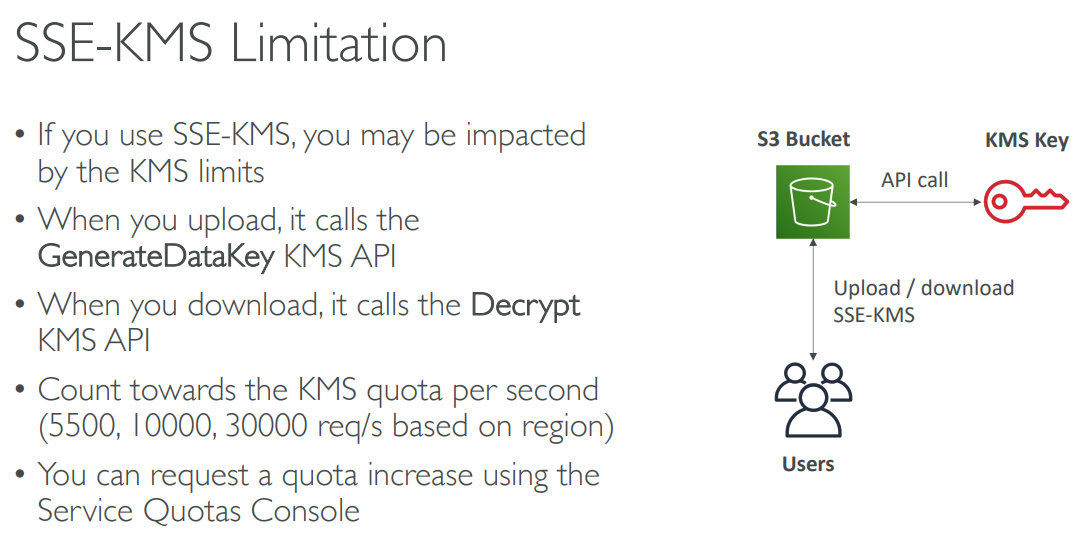 SSE-KMS Limitation
• If you use SSE-KMS, you may be impacted
by the KMS limits
• When you upload, it calls the
GenerateDataKey KMS API
• When you download, it calls the Decrypt
KMS API
• Count towards the KMS quota per second
(5500, 10000, 30000 req/s based on region)
• You can request a quota increase using the
Service Quotas Console
S3 Bucket
KMS Key
API call
Upload / download
SSE-KMS
Users